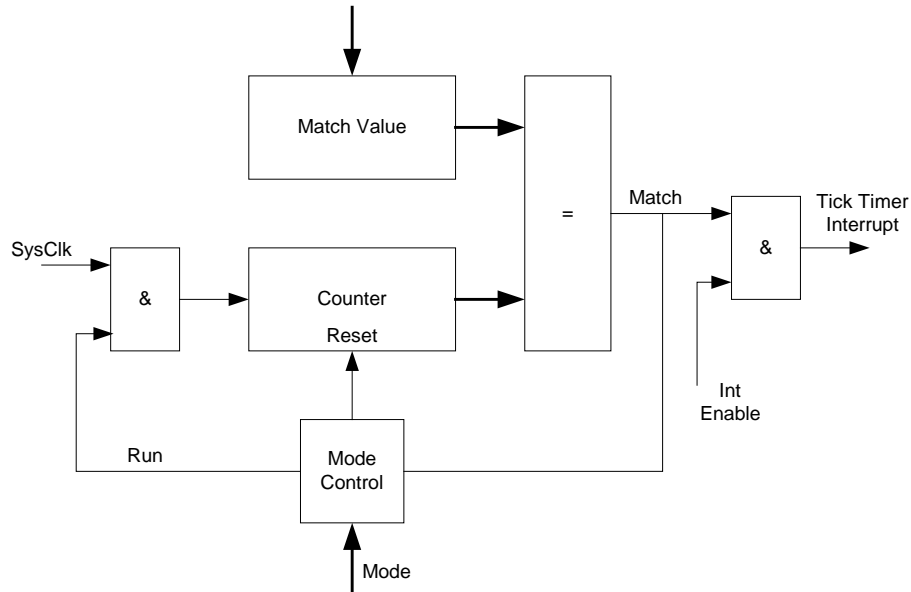 Match Value
=
Match
&
Tick Timer
Interrupt
SysClk
&
Counter
Reset
Int
Enable
Run
Mode
Control
Mode